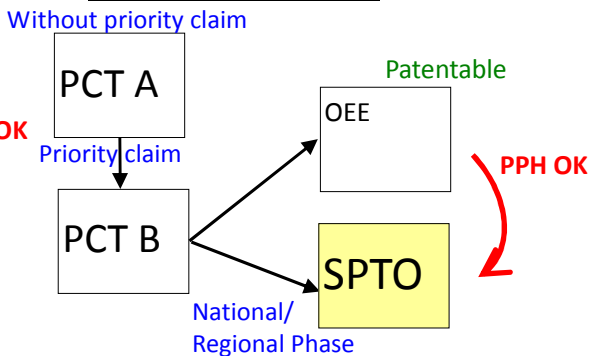 Without priority claim
PCT A
Patentable
OEE
OK
Priority claim
PPH OK
PCT B
SPTO
National/
Regional Phase